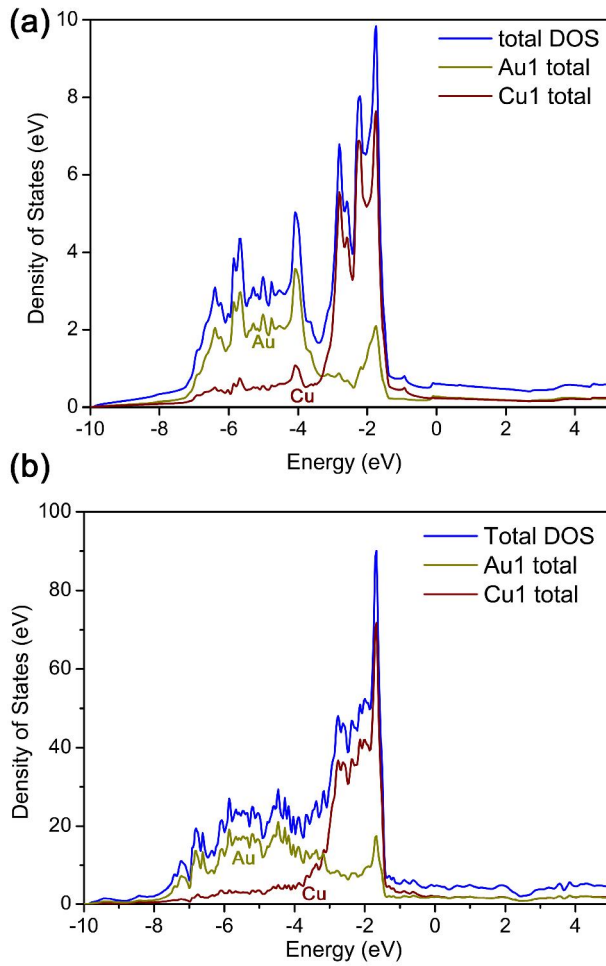 (a)
total DOS
Au1 total
Cu1 total
Density of States (eV)
10
8
6
4
2
0
Au
Cu
-10 -8 -6 -4 -2 0 2 4
Energy (eV)
(b)
Total DOS
Au1 total
Cu1 total
Density of States (eV)
100
80
60
40
20
0
Au
Cu
-10 -8 -6 -4 -2 0 2 4
Energy (eV)